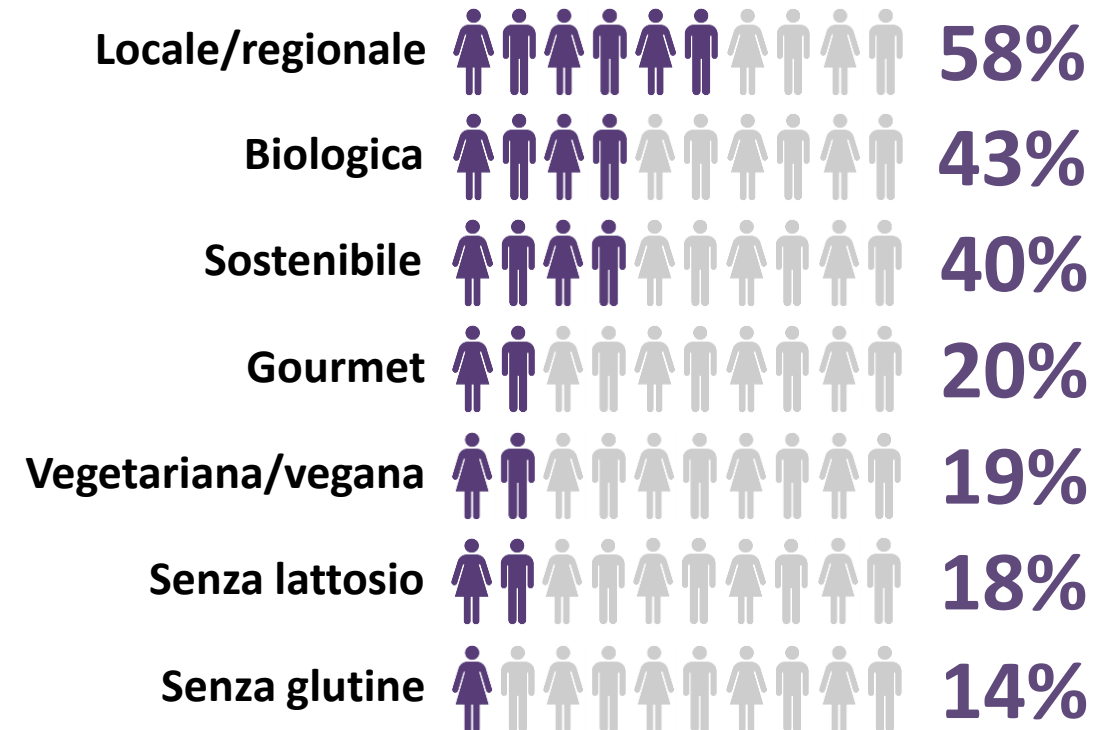 Locale/regionale 58%
Biologica 43%
Sostenibile 40%
Gourmet 20%
Vegetariana/vegana 19%
Senza lattosio 18%
Senza glutine 14%